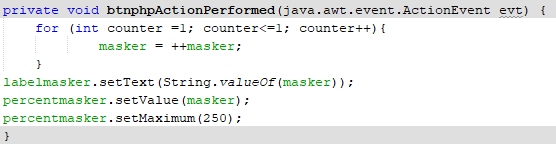 private void btnphpActionPerformed(java.awt.event.ActionEvent evt) {
for (int counter =1; counter<=1; counter++){
masker = ++masker;
}
labelmasker.setText(String.valueOf(masker));
percentmasker.setValue(masker);
percentmasker.setMaximum(250);
}